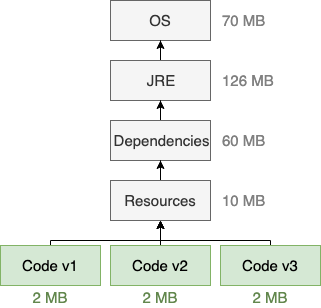 OS 70 MB
JRE 126 MB
Dependencies 60 MB
Resources 10 MB
Code v1 Code v2 Code v3
2 MB 2 MB 2 MB